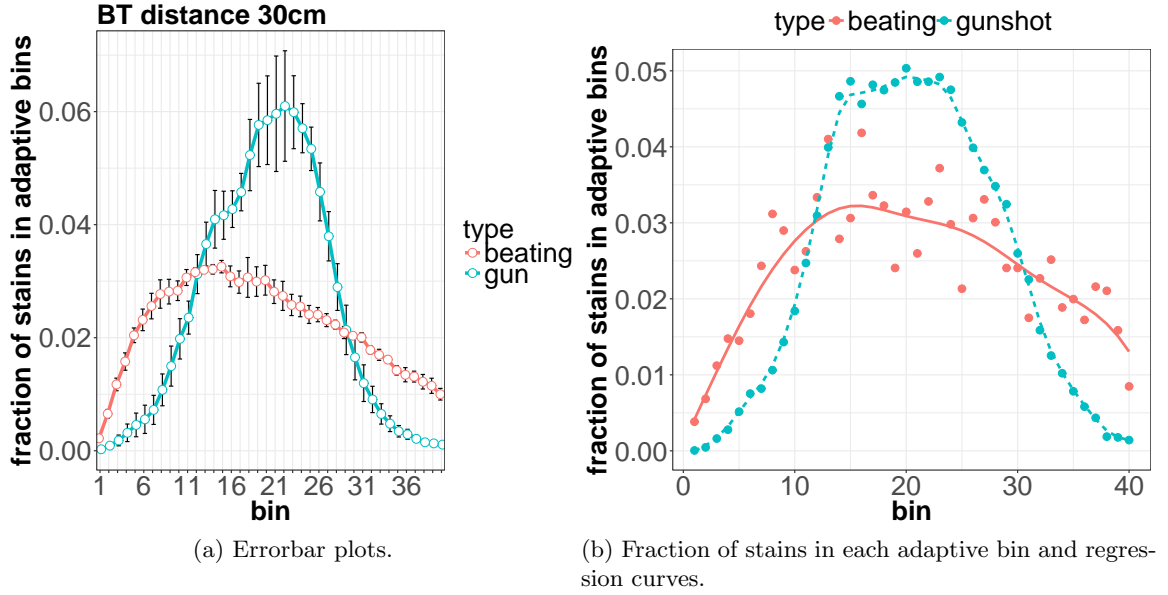 BT distance 30cm
fraction of stains in adaptive bins
0.06
0.04
0.02
0.00
1 6 11 16 21 26 31 36
bin
type
beating
gun
(a) Errorbar plots.
type beating gunshot
fraction of stains in adaptive bins
0.05
0.04
0.03
0.02
0.01
0.00
0 10 20 30 40
bin
(b) Fraction of stains in each adaptive bin and regres-
sion curves.